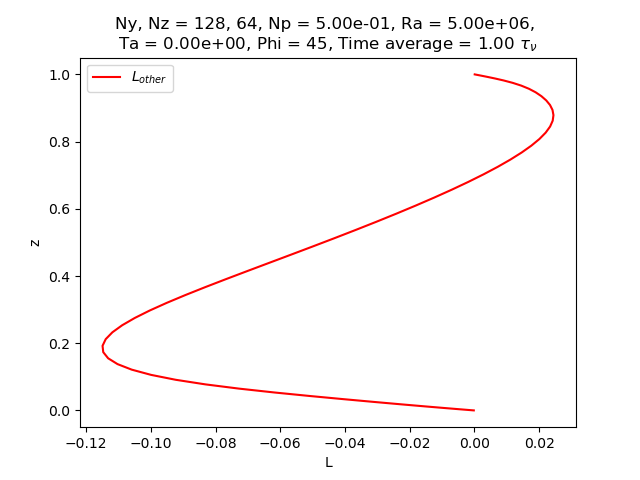 Ny, Nz = 128, 64, Np = 5.00e-01, Ra = 5.00e+06,
Ta = 0.00e+00, Phi = 45, Time average = 1.00 τν
L_other
1.0
0.8
0.6
0.4
0.2
0.0
z
−0.12 −0.10 −0.08 −0.06 −0.04 −0.02 0.00 0.02
L